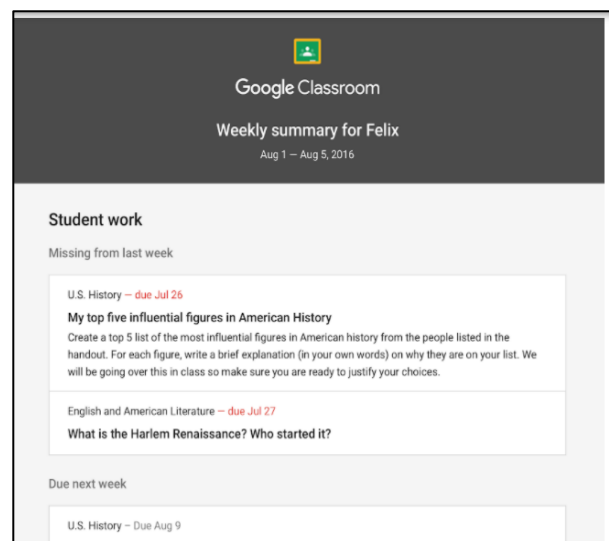 Google Classroom
Weekly summary for Felix
Aug 1 — Aug 5, 2016
Student work
Missing from last week
U.S. History — due Jul 26
My top five influential figures in American History
Create a top 5 list of the most influential figures in American history from the people listed in the
handout. For each figure, write a brief explanation (in your own words) on why they are on your list. We
will be going over this in class so make sure you are ready to justify your choices.
English and American Literature — due Jul 27
What is the Harlem Renaissance? Who started it?
Due next week
U.S. History – Due Aug 9